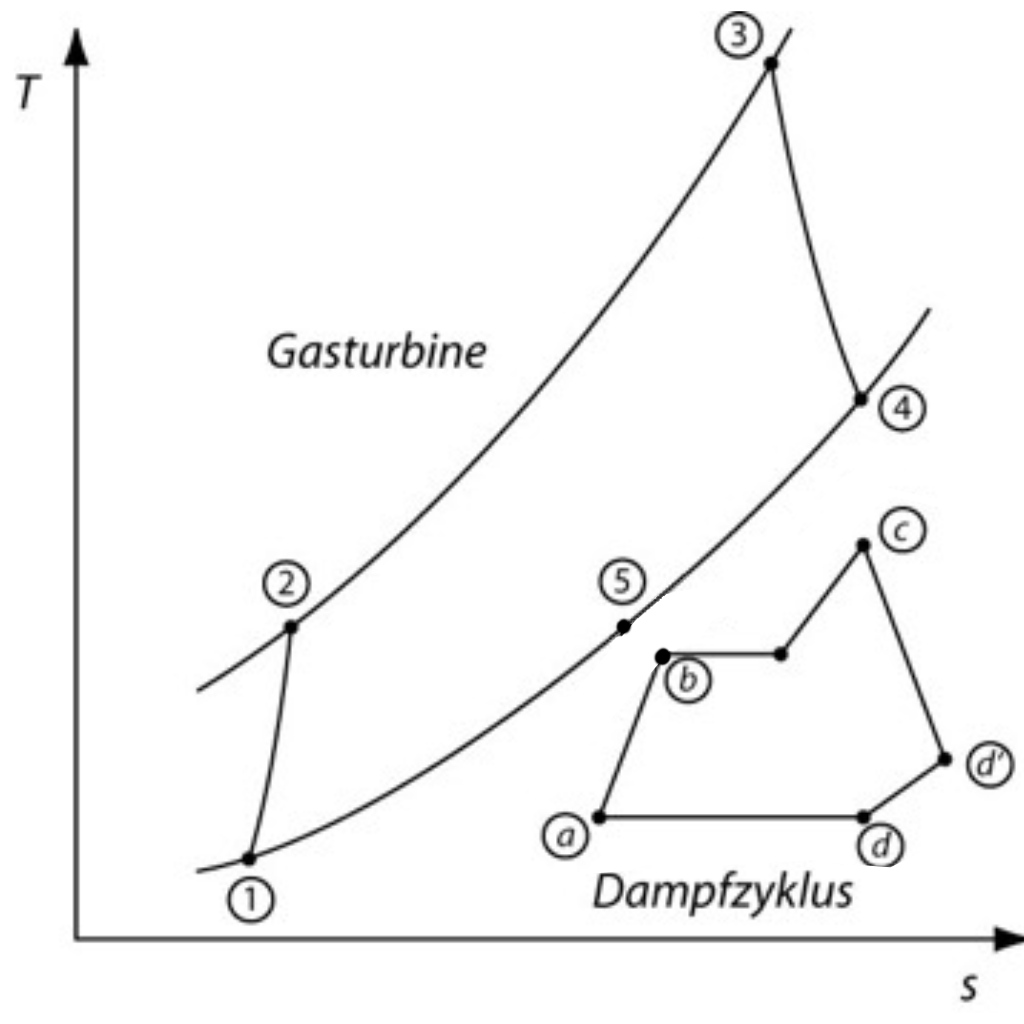 ③
T
Gasturbine
④
ⓒ
②
⑤
ⓑ
d'
ⓐ
ⓓ
Dampfzyklus
①
s